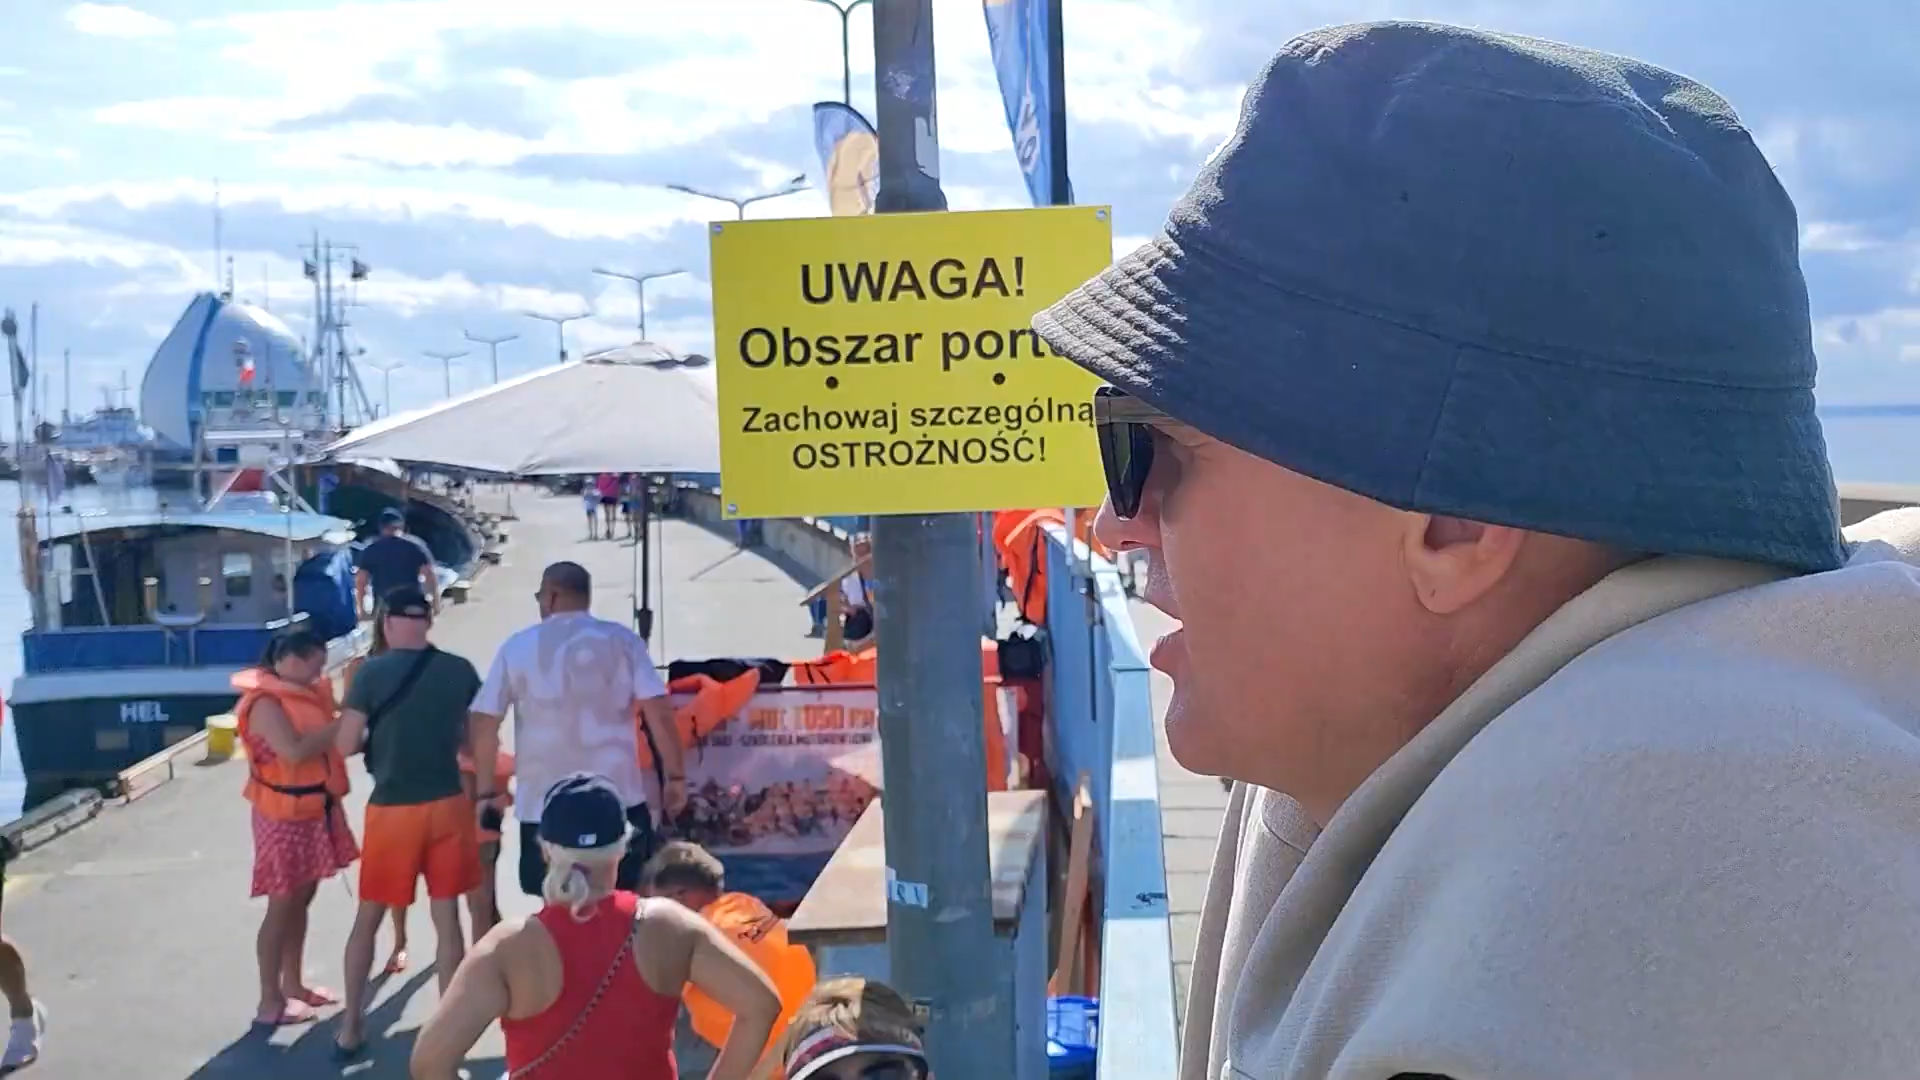 UWAGA!
Obszar port
Zachowaj szczególną
OSTROŻNOŚĆ!
HEL